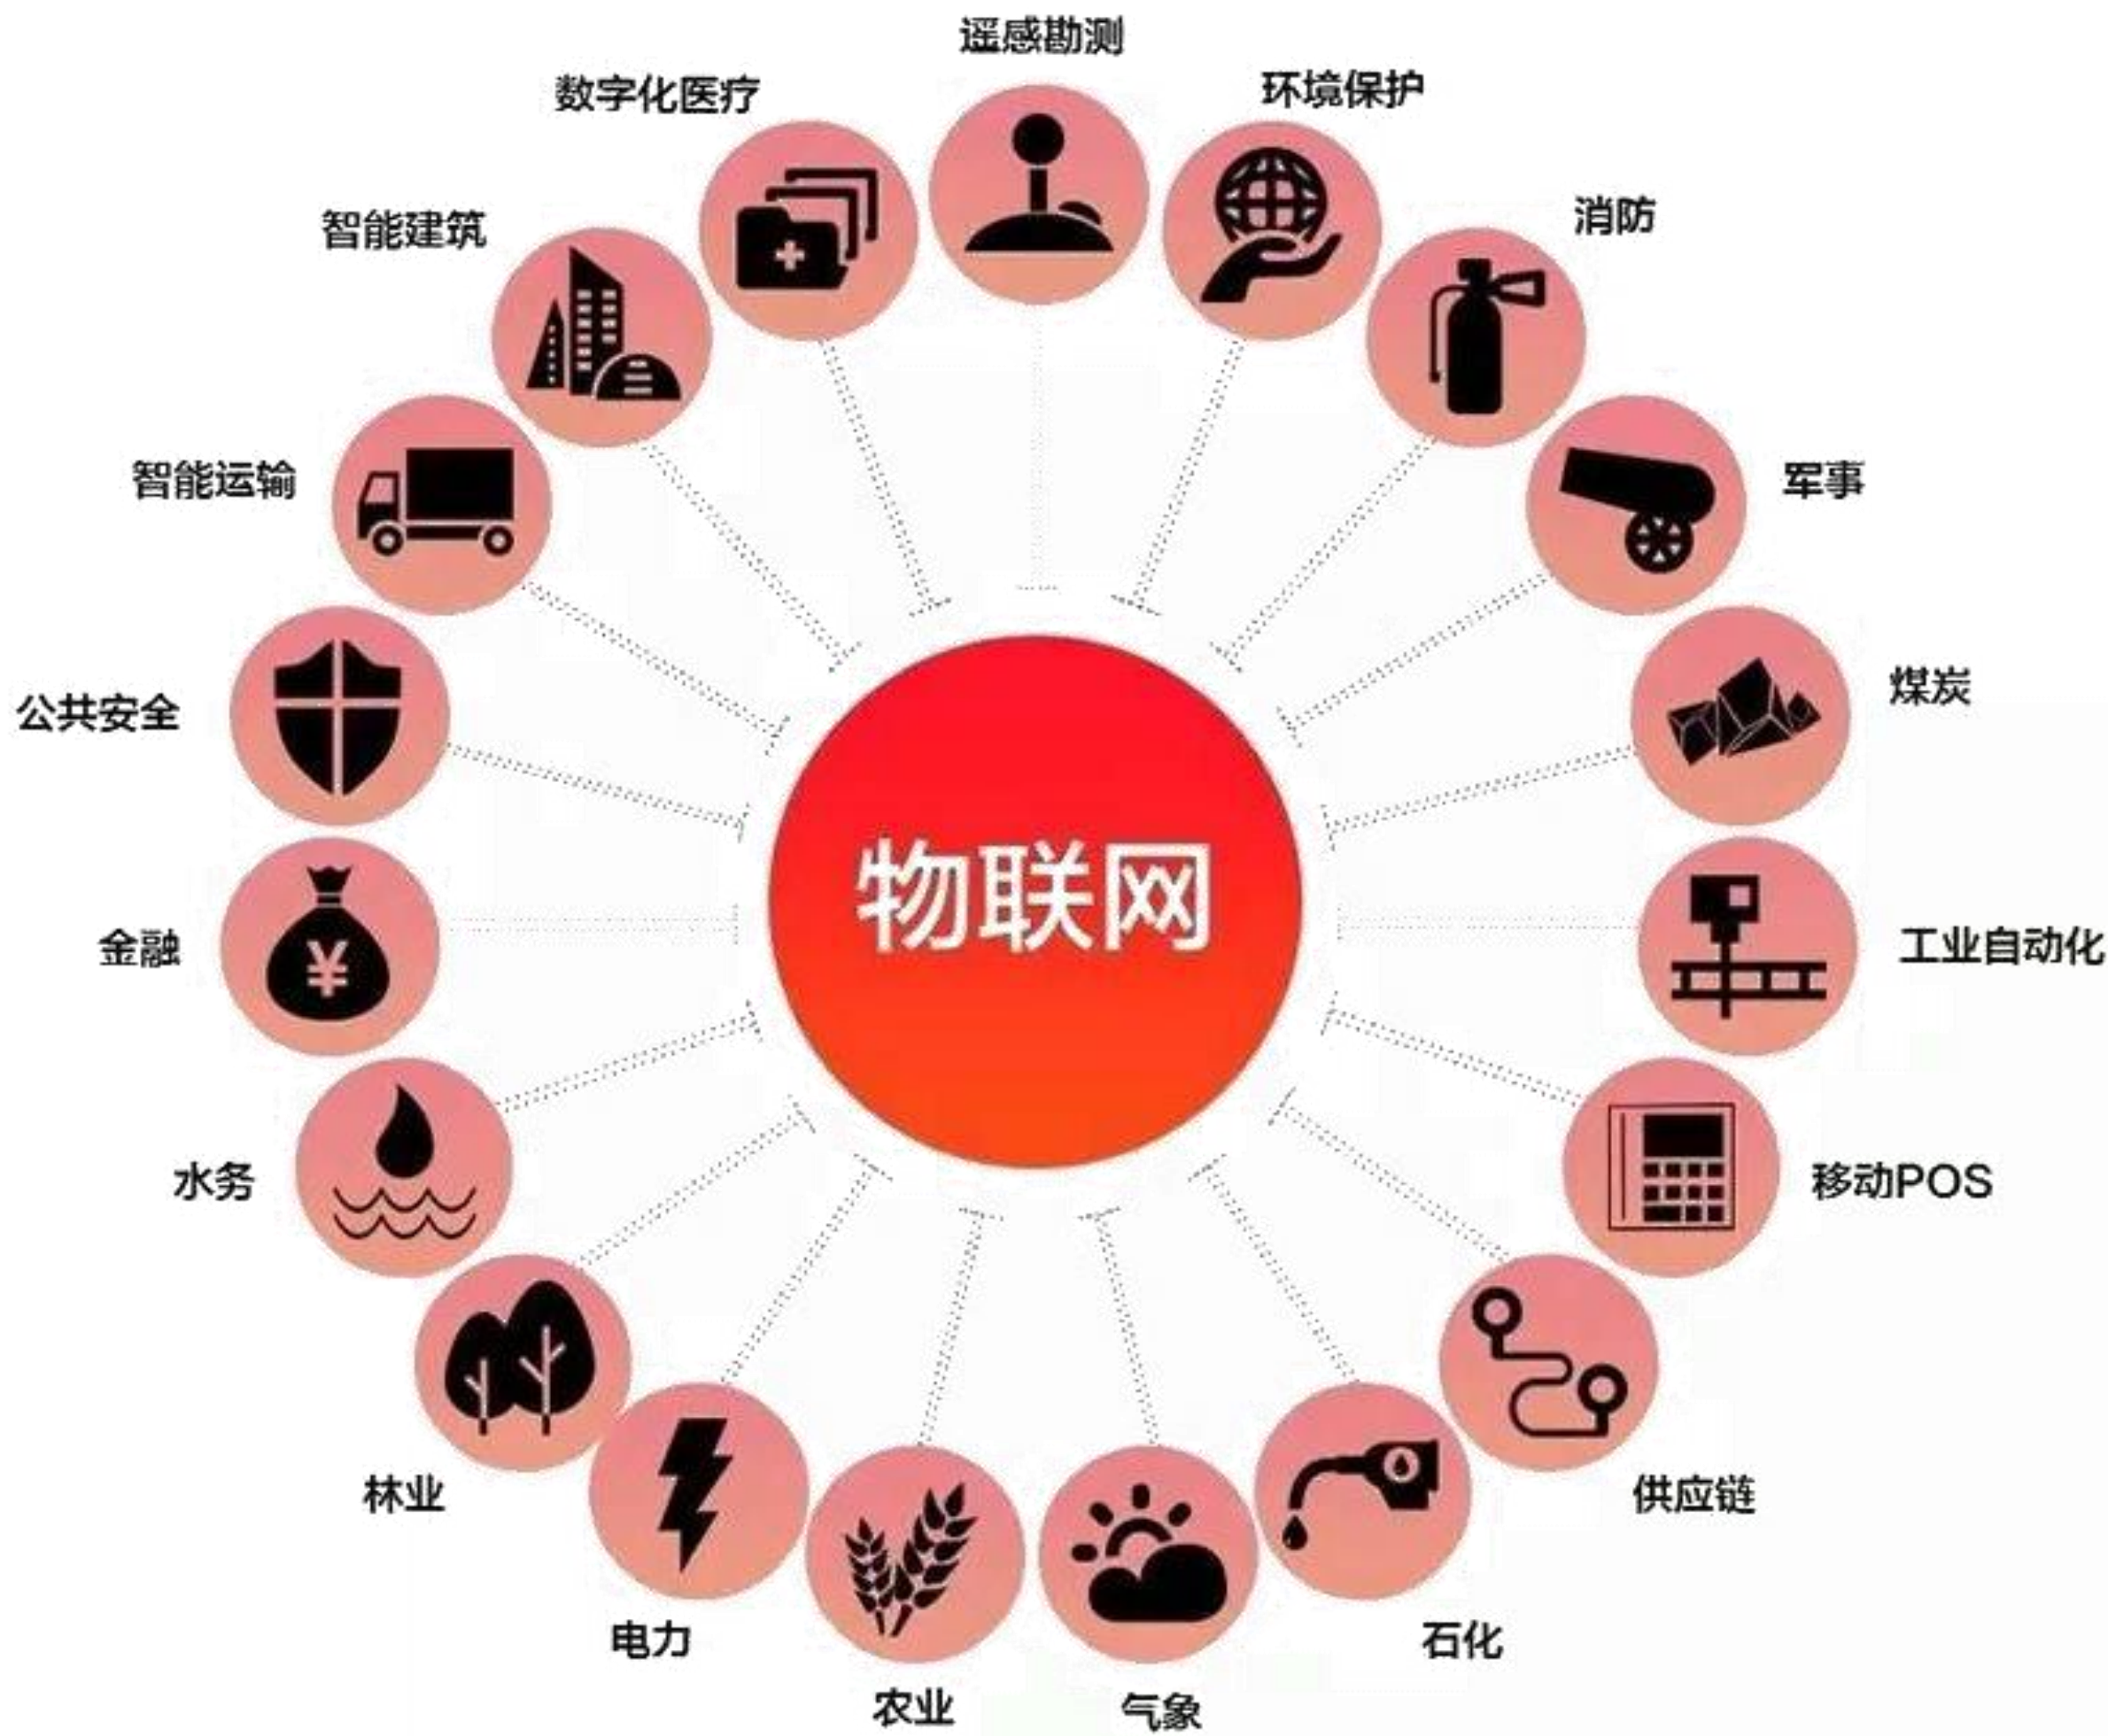 遥感勘测
环境保护
数字化医疗
消防
智能建筑
军事
智能运输
煤炭
公共安全
物联网
金融
¥
工业自动化
水务
移动POS
林业
供应链
电力
石化
农业
气象